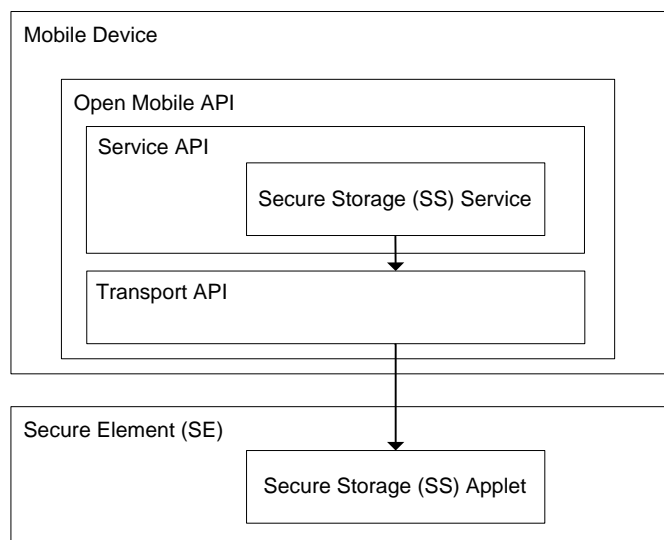 Mobile Device
Open Mobile API
Service API
Secure Storage (SS) Service
Transport API
Secure Element (SE)
Secure Storage (SS) Applet